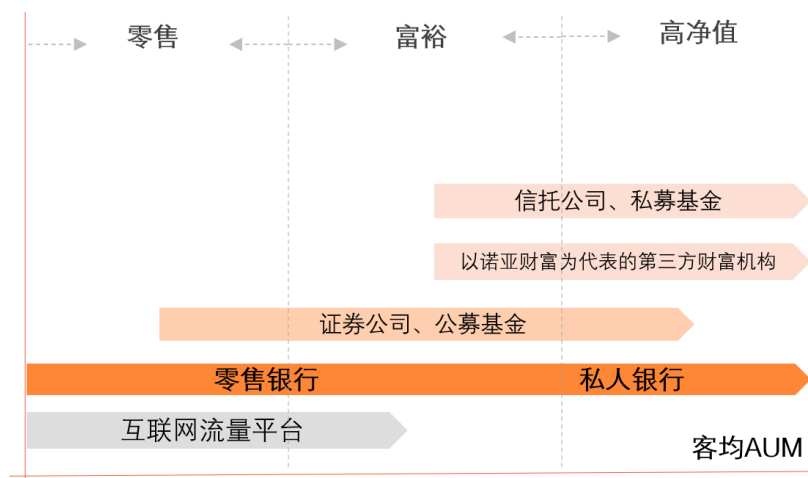 零售 富裕 高净值
信托公司、私募基金
以诺亚财富为代表的第三方财富机构
证券公司、公募基金
零售银行 私人银行
互联网流量平台
客均AUM